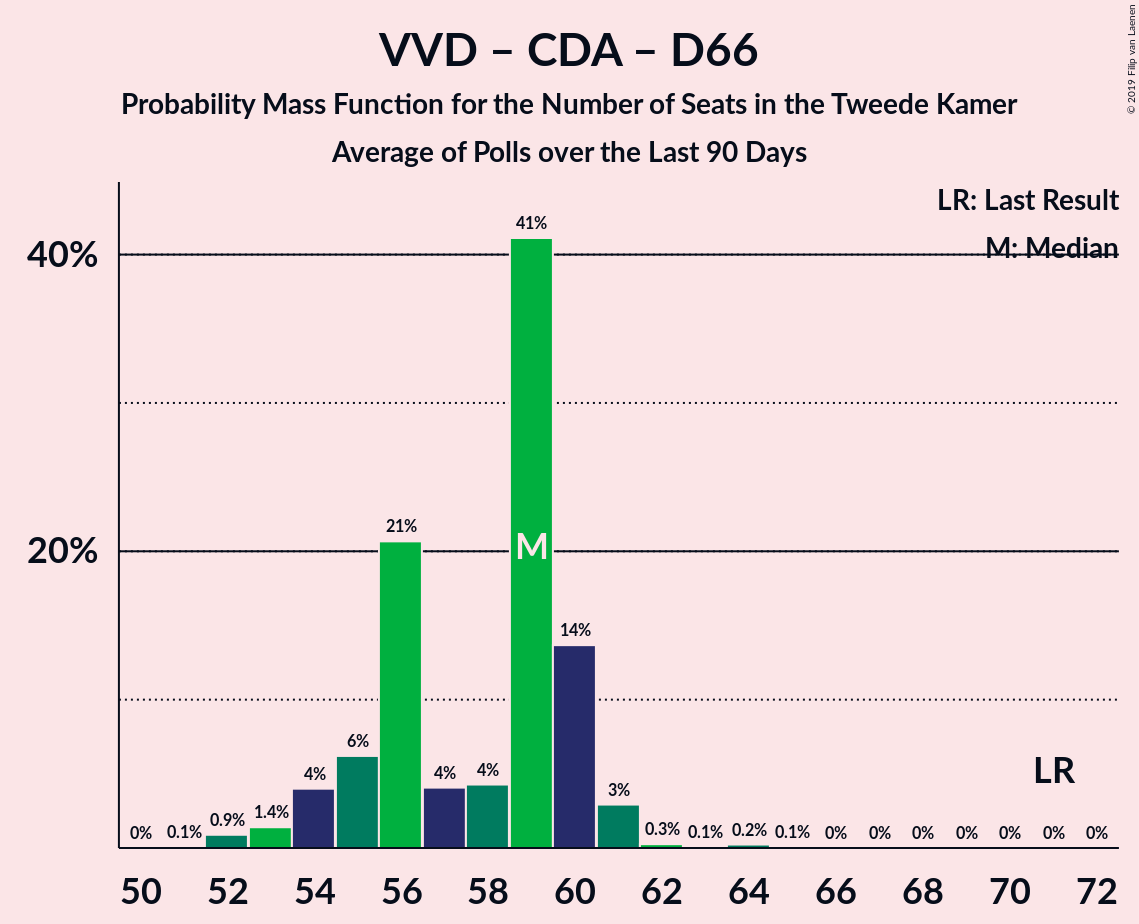 VVD – CDA – D66
Probability Mass Function for the Number of Seats in the Tweede Kamer
Average of Polls over the Last 90 Days
© 2019 Filip van Laenen
LR: Last Result
M: Median
40%
20%
0%
0.1%
0.9%
1.4%
4%
6%
21%
4%
4%
41%
14%
3%
0.3%
0.1%
0.2%
0.1%
0%
0%
0%
0%
0%
0%
0%
M
LR
50 52 54 56 58 60 62 64 66 68 70 72